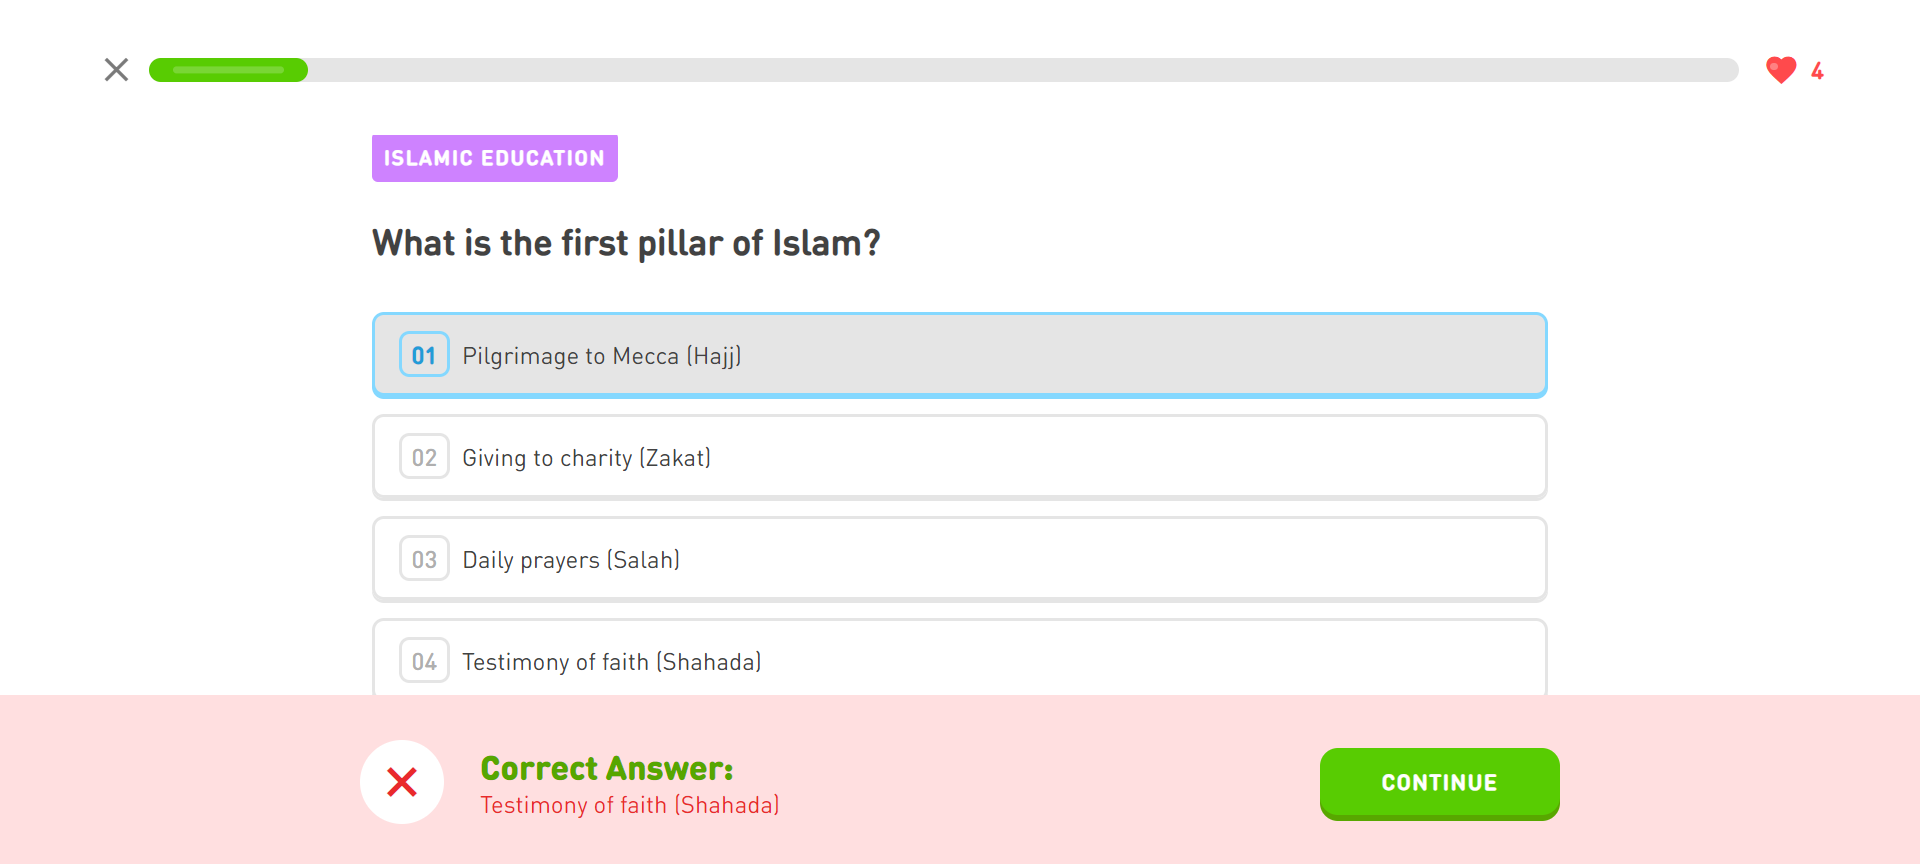 4
ISLAMIC EDUCATION
What is the first pillar of Islam?
01 Pilgrimage to Mecca (Hajj)
02 Giving to charity (Zakat)
03 Daily prayers (Salah)
04 Testimony of faith (Shahada)
Correct Answer:
Testimony of faith (Shahada)
CONTINUE